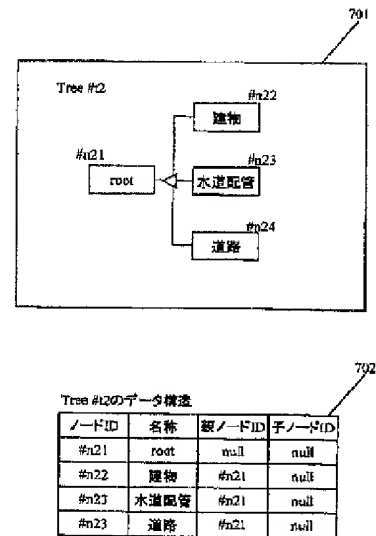 701
Tree #t2
#n22
建物
#n21
root
#n23
水道配管
#n24
道路
702
Tree #t2のデータ構造
ノードID 名称 親ノードID 子ノードID
#n21 root null null
#n22 建物 #n21 null
#n23 水道配管 #n21 null
#n23 道路 #n21 null